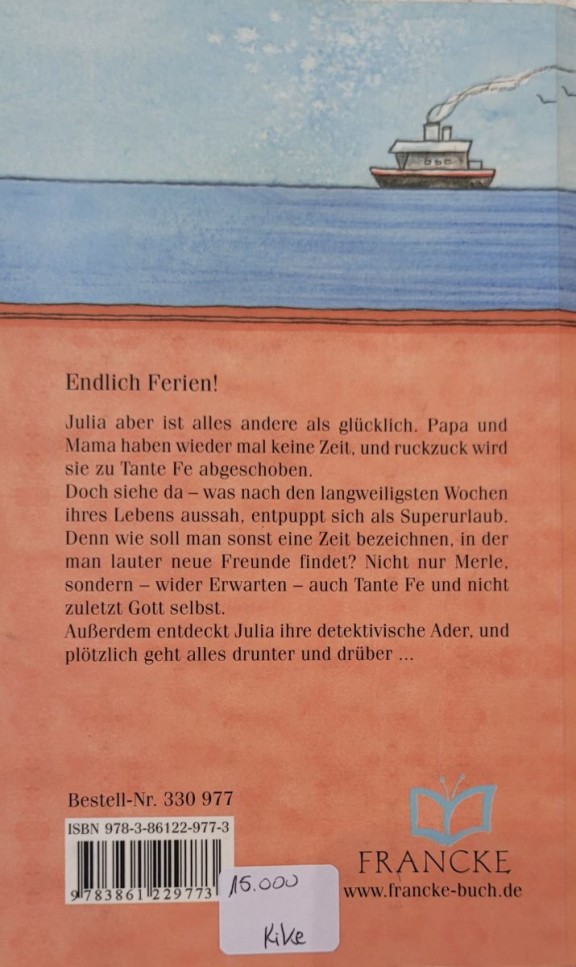 Endlich Ferien!
Julia aber ist alles andere als glücklich. Papa und
Mama haben wieder mal keine Zeit, und ruckzuck wird
sie zu Tante Fe abgeschoben.
Doch siehe da – was nach den langweiligsten Wochen
ihres Lebens aussah, entpuppt sich als Superurlaub.
Denn wie soll man sonst eine Zeit bezeichnen, in der
man lauter neue Freunde findet? Nicht nur Merle,
sondern – wider Erwarten – auch Tante Fe und nicht
zuletzt Gott selbst.
Außerdem entdeckt Julia ihre detektivische Ader, und
plötzlich geht alles drunter und drüber ...
Bestell-Nr. 330 977
ISBN 978-3-86122-977-3
9 783861 229773
15.000
Kike
FRANCKE
www.francke-buch.de